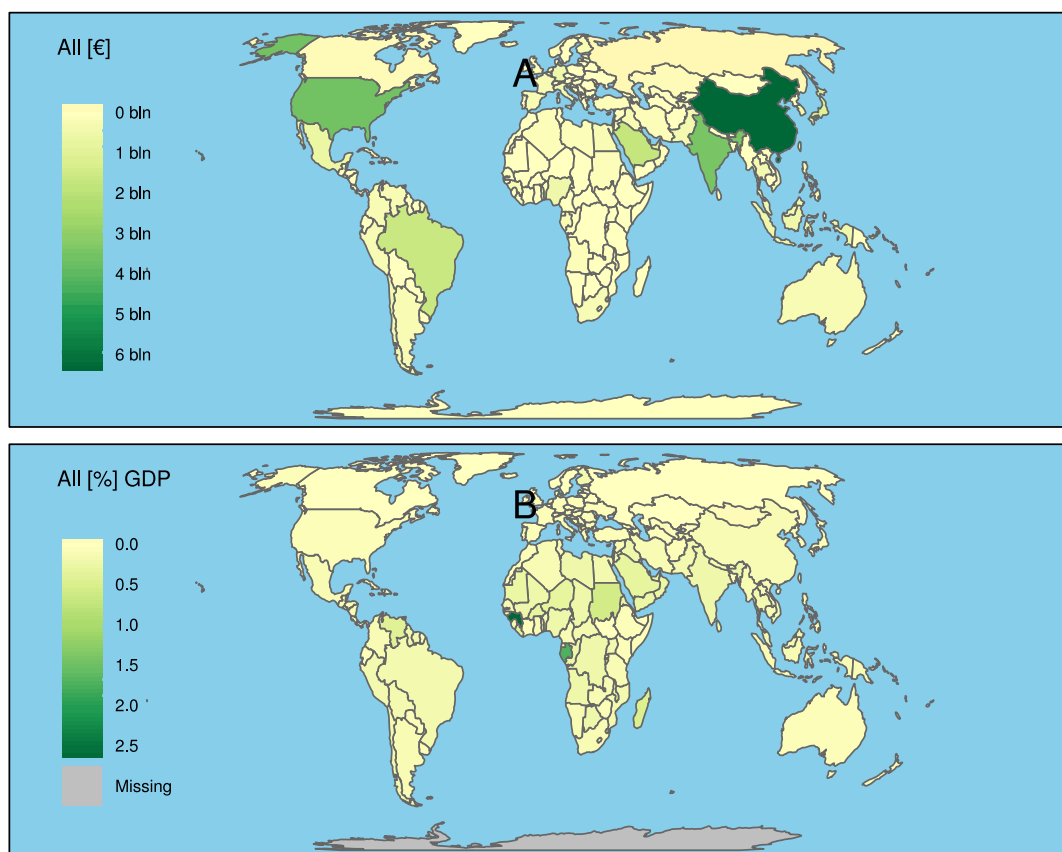 All [€]
A
0 bln
1 bln
2 bln
3 bln
4 bln
5 bln
6 bln
All [%] GDP
B
0.0
0.5
1.0
1.5
2.0
2.5
Missing